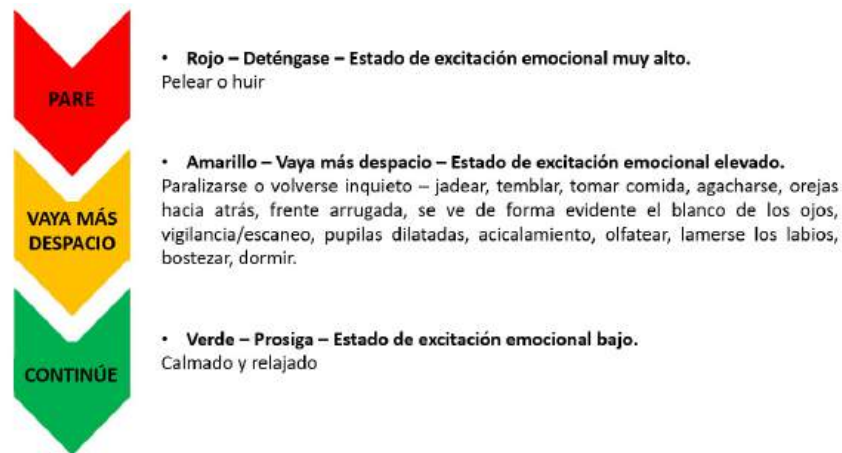 PARE
• Rojo – Deténgase – Estado de excitación emocional muy alto.
Pelear o huir
VAYA MÁS
DESPACIO
• Amarillo – Vaya más despacio – Estado de excitación emocional elevado.
Paralizarse o volverse inquieto – jadear, temblar, tomar comida, agacharse, orejas
hacia atrás, frente arrugada, se ve de forma evidente el blanco de los ojos,
vigilancia/escaneo, pupilas dilatadas, acicalamiento, olfatear, lamerse los labios,
bostezar, dormir.
CONTINÚE
• Verde – Prosiga – Estado de excitación emocional bajo.
Calmado y relajado